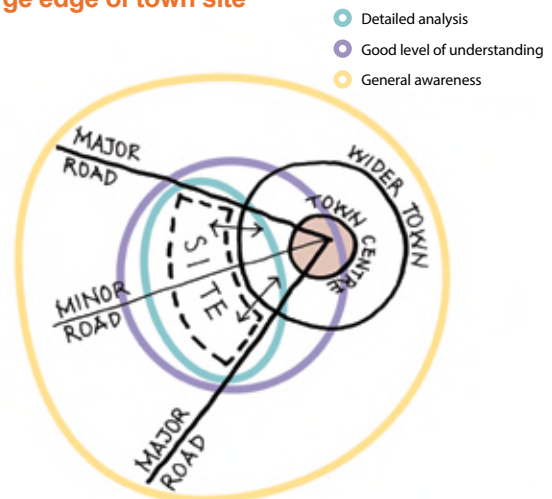 ge edge of town site
Detailed analysis
Good level of understanding
General awareness
MAJOR
ROAD
WIDER TOWN
TOWN CENTRE
SITE
MINOR
ROAD
MAJOR
ROAD